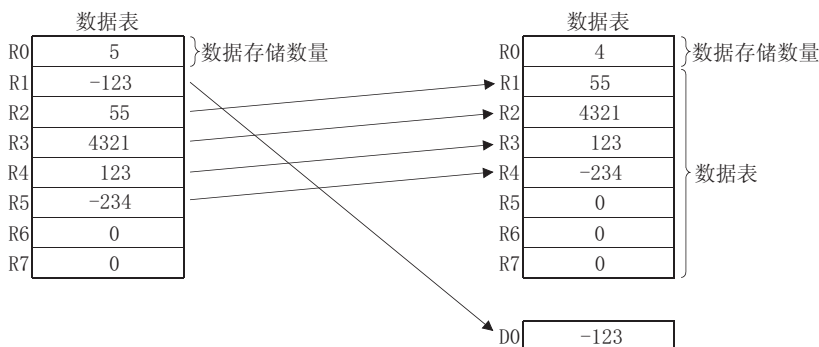 数据表 数据表
R0 5 数据存储数量 R0 4 数据存储数量
R1 -123 R1 55
R2 55 R2 4321
R3 4321 R3 123
R4 123 R4 -234 数据表
R5 -234 R5 0
R6 0 R6 0
R7 0 R7 0
D0 -123